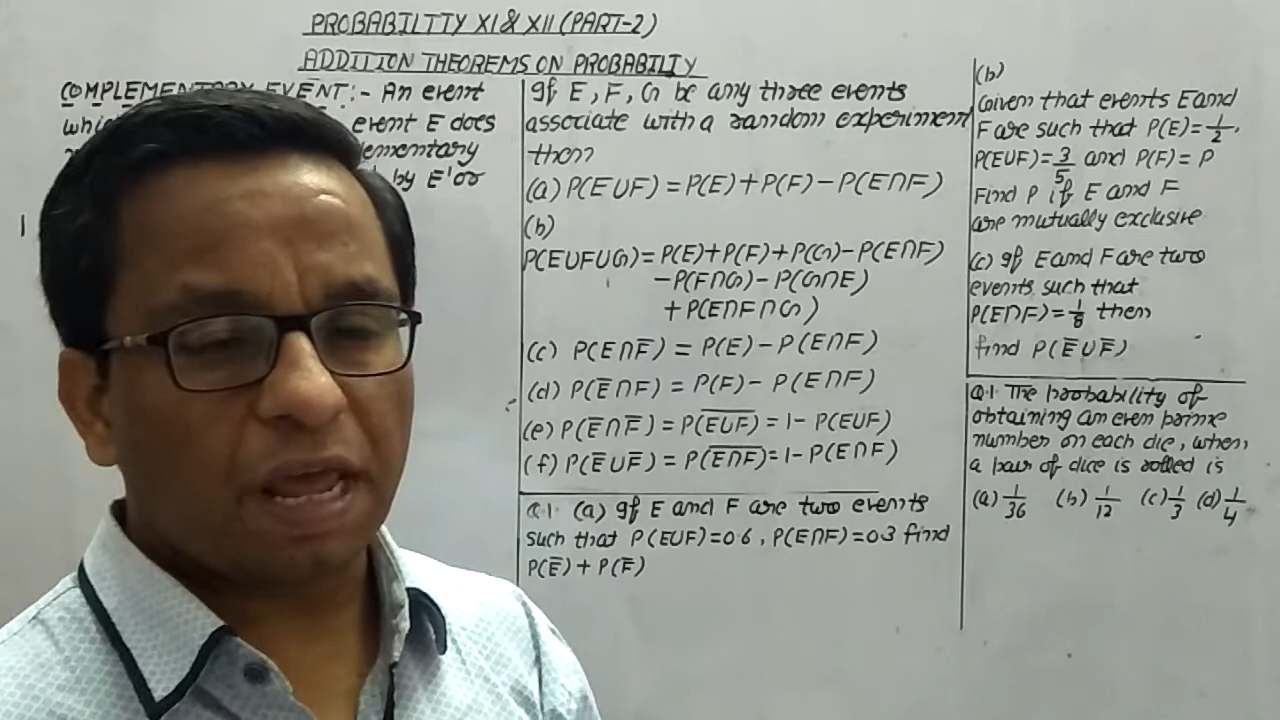 PROBABILTTY XI & XII (PART-2)
ADDITION THEOREMS ON PROBABILIY
COMPLEMENTARY EVENT:- An event
event E does
by E' or
If E, F, G be any three events
associate with a random experiment
then
(a) P(E∪F) = P(E) + P(F) - P(E∩F)
(b)
P(E∪F∪G) = P(E) + P(F) + P(G) - P(E∩F)
- P(F∩G) - P(G∩E)
+ P(E∩F∩G)
(c) P(E∩F̅) = P(E) - P(E∩F)
(d) P(E̅∩F) = P(F) - P(E∩F)
(e) P(E̅∩F̅) = P(E̅∪̅F̅) = 1 - P(E∪F)
(f) P(E̅∪F̅) = P(E̅∩̅F̅) = 1 - P(E∩F)
Q.1. (a) If E and F are two events
such that P(E∪F) = 0.6, P(E∩F) = 0.3 find
P(E̅) + P(F̅)
(b)
Given that events E and
F are such that P(E) = 1/2,
P(E∪F) = 3/5 and P(F) = P
Find P if E and F
are mutually exclusive
(c) If E and F are two
events such that
P(E∩F) = 1/8 then
find P(E̅∪F̅)
Q.1. The probability of
obtaining an even prime
number on each die, when
a pair of dice is rolled is
(a) 1/36 (b) 1/12 (c) 1/3 (d) 1/4